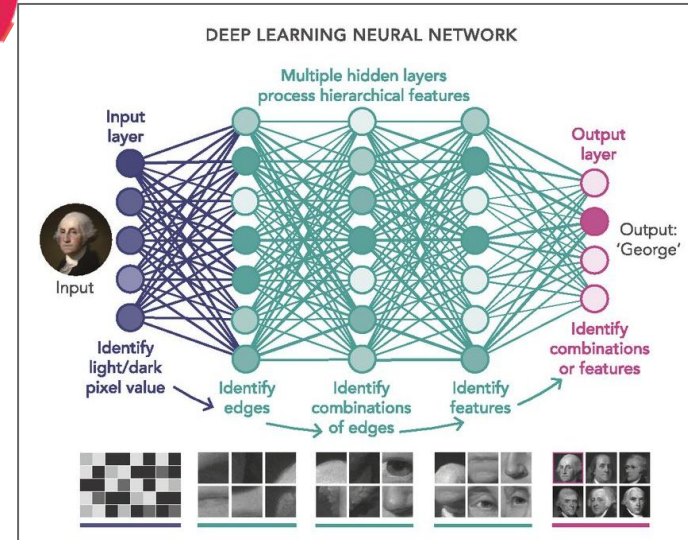 DEEP LEARNING NEURAL NETWORK
Multiple hidden layers
process hierarchical features
Input
layer
Output
layer
Input
Output:
'George'
Identify
light/dark
pixel value
Identify
edges
Identify
combinations
of edges
Identify
features
Identify
combinations
or features